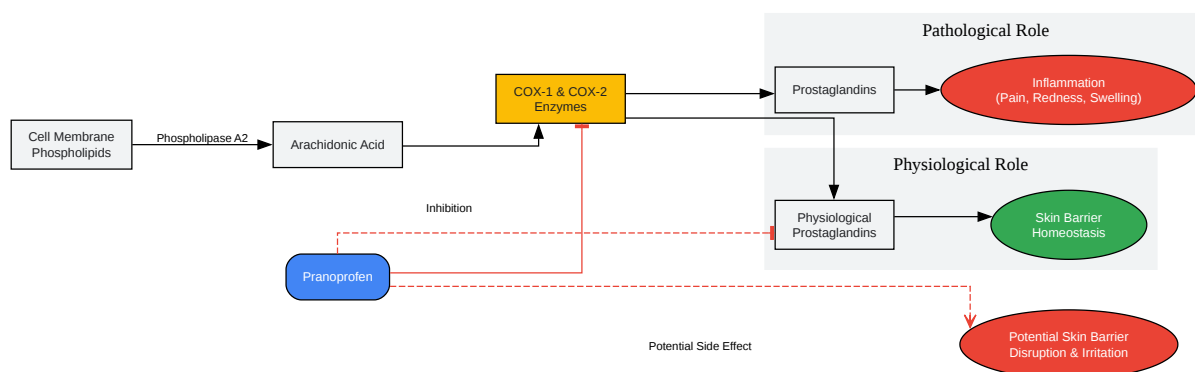 Pathological Role
COX-1 & COX-2
Enzymes
Prostaglandins
Inflammation
(Pain, Redness, Swelling)
Cell Membrane
Phospholipids
Phospholipase A2
Arachidonic Acid
Physiological Role
Inhibition
Physiological
Prostaglandins
Skin Barrier
Homeostasis
Pranoprofen
Potential Side Effect
Potential Skin Barrier
Disruption & Irritation